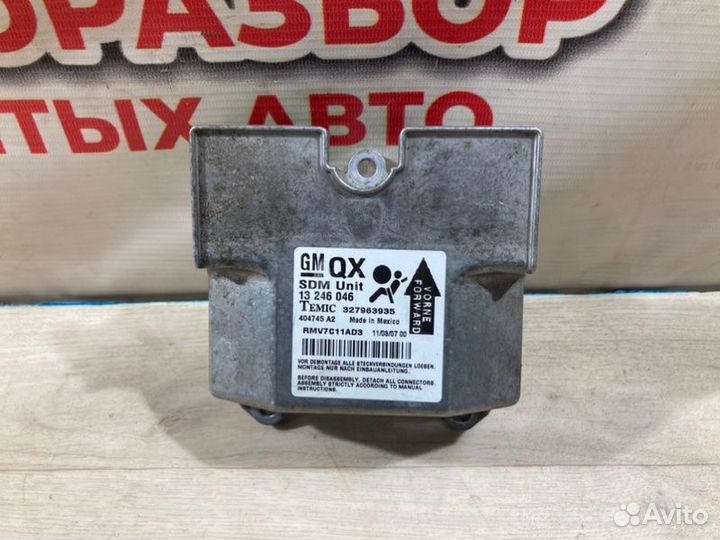 ОРАЗБОР
ТЫХ АВТО
GM QX
SDM Unit
13 246 046
TEMIC 327963935
404745 A2 Made in Mexico
RMV7C11AD3 11/03/07 00
VORNE
FORWARD
VOR DEMONTAGE ALLE STECKVERBINDUNGEN LOESEN.
MONTAGE NUR NACH EINBAUANLEITUNG.
BEFORE DISASSEMBLY, DETACH ALL CONNECTORS.
ASSEMBLY STRICTLY ACCORDING TO MANUAL
INSTRUCTIONS.
Avito